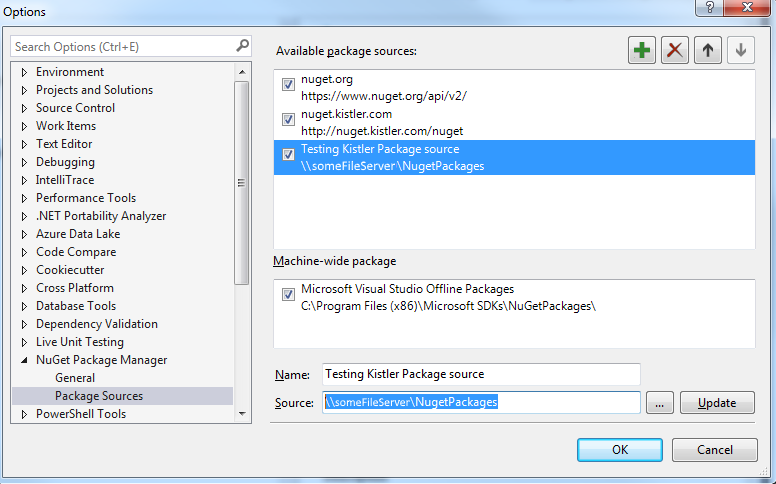 Options
?
Search Options (Ctrl+E)
Environment
Projects and Solutions
Source Control
Work Items
Text Editor
Debugging
IntelliTrace
Performance Tools
.NET Portability Analyzer
Azure Data Lake
Code Compare
Cookiecutter
Cross Platform
Database Tools
Dependency Validation
Live Unit Testing
NuGet Package Manager
General
Package Sources
PowerShell Tools
Available package sources:
nuget.org
https://www.nuget.org/api/v2/
nuget.kistler.com
http://nuget.kistler.com/nuget
Testing Kistler Package source
\\someFileServer\NugetPackages
Machine-wide package
Microsoft Visual Studio Offline Packages
C:\Program Files (x86)\Microsoft SDKs\NuGetPackages\
Name: Testing Kistler Package source
Source: \\someFileServer\NugetPackages ... Update
OK Cancel